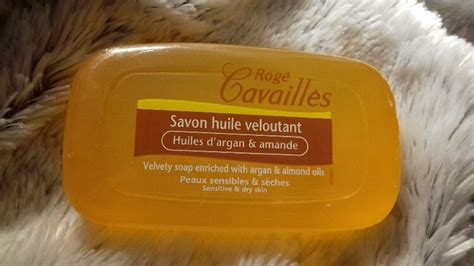 Rogé
Cavaillès
Savon huile veloutant
Huiles d'argan & amande
Velvety soap enriched with argan & almond oils
Peaux sensibles & sèches
Sensitive & dry skin